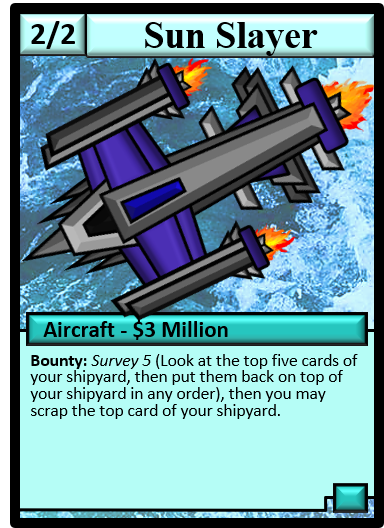 2/2 Sun Slayer
Aircraft - $3 Million
Bounty: Survey 5 (Look at the top five cards of
your shipyard, then put them back on top of
your shipyard in any order), then you may
scrap the top card of your shipyard.